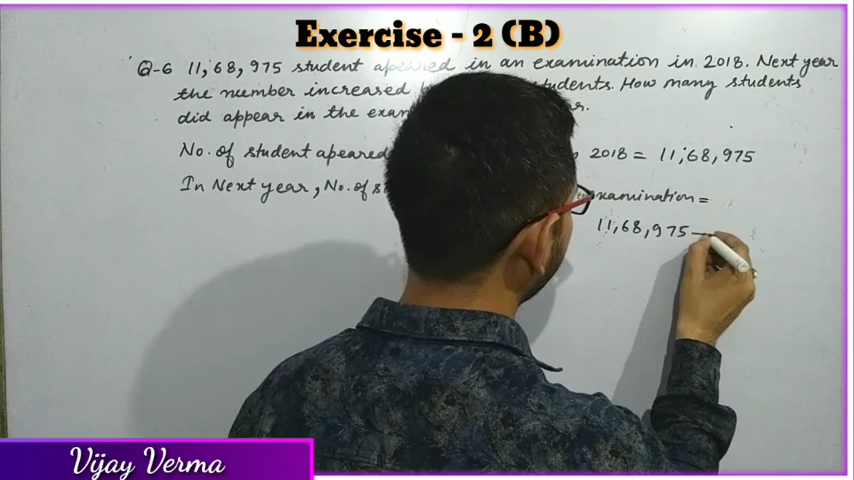 Exercise - 2 (B)
Q-6 11,68,975 student apeared in an examination in 2018. Next year
the number increased students. How many students
did appear in the
No. of student apeared 2018 = 11,68,975
In Next year, No. of examination =
11,68,975
Vijay Verma